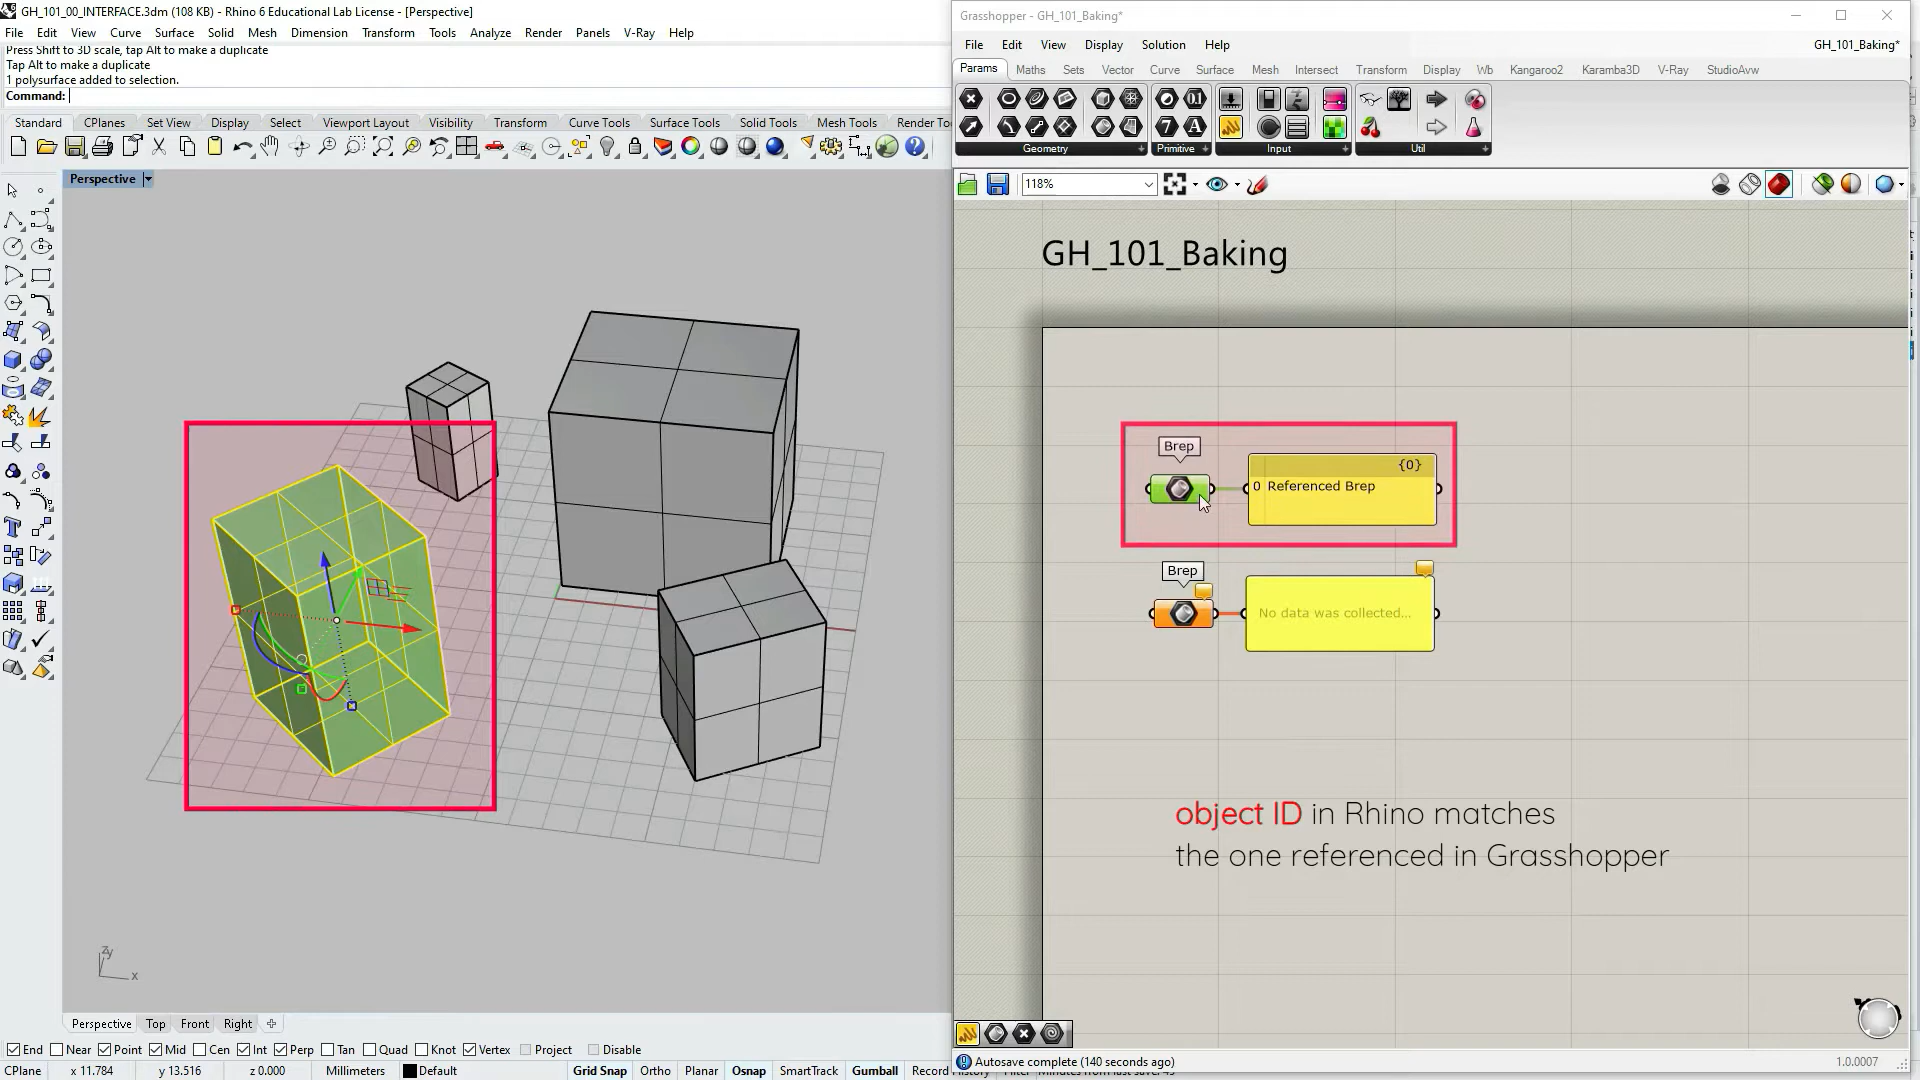 GH_101_00_INTERFACE.3dm (108 KB) - Rhino 6 Educational Lab License - [Perspective]
File Edit View Curve Surface Solid Mesh Dimension Transform Tools Analyze Render Panels V-Ray Help
Press Shift to 3D scale, tap Alt to make a duplicate
Tap Alt to make a duplicate
1 polysurface added to selection.
Command:
Standard CPlanes Set View Display Select Viewport Layout Visibility Transform Curve Tools Surface Tools Solid Tools Mesh Tools Render To
Perspective
z y x
Perspective Top Front Right
End Near Point Mid Cen Int Perp Tan Quad Knot Vertex Project Disable
CPlane x 11.784 y 13.516 z 0.000 Millimeters Default Grid Snap Ortho Planar Osnap SmartTrack Gumball Record
Grasshopper - GH_101_Baking*
File Edit View Display Solution Help GH_101_Baking*
Params Maths Sets Vector Curve Surface Mesh Intersect Transform Display Wb Kangaroo2 Karamba3D V-Ray StudioAvw
Geometry Primitive Input Util
118%
GH_101_Baking
Brep
{0}
0 Referenced Brep
Brep
No data was collected...
object ID in Rhino matches
the one referenced in Grasshopper
Autosave complete (140 seconds ago) 1.0.0007